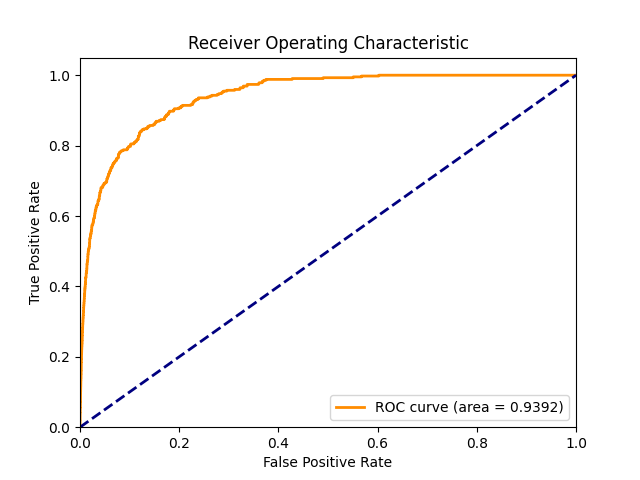 Receiver Operating Characteristic
True Positive Rate
1.0
0.8
0.6
0.4
0.2
0.0
ROC curve (area = 0.9392)
0.0 0.2 0.4 0.6 0.8 1.0
False Positive Rate